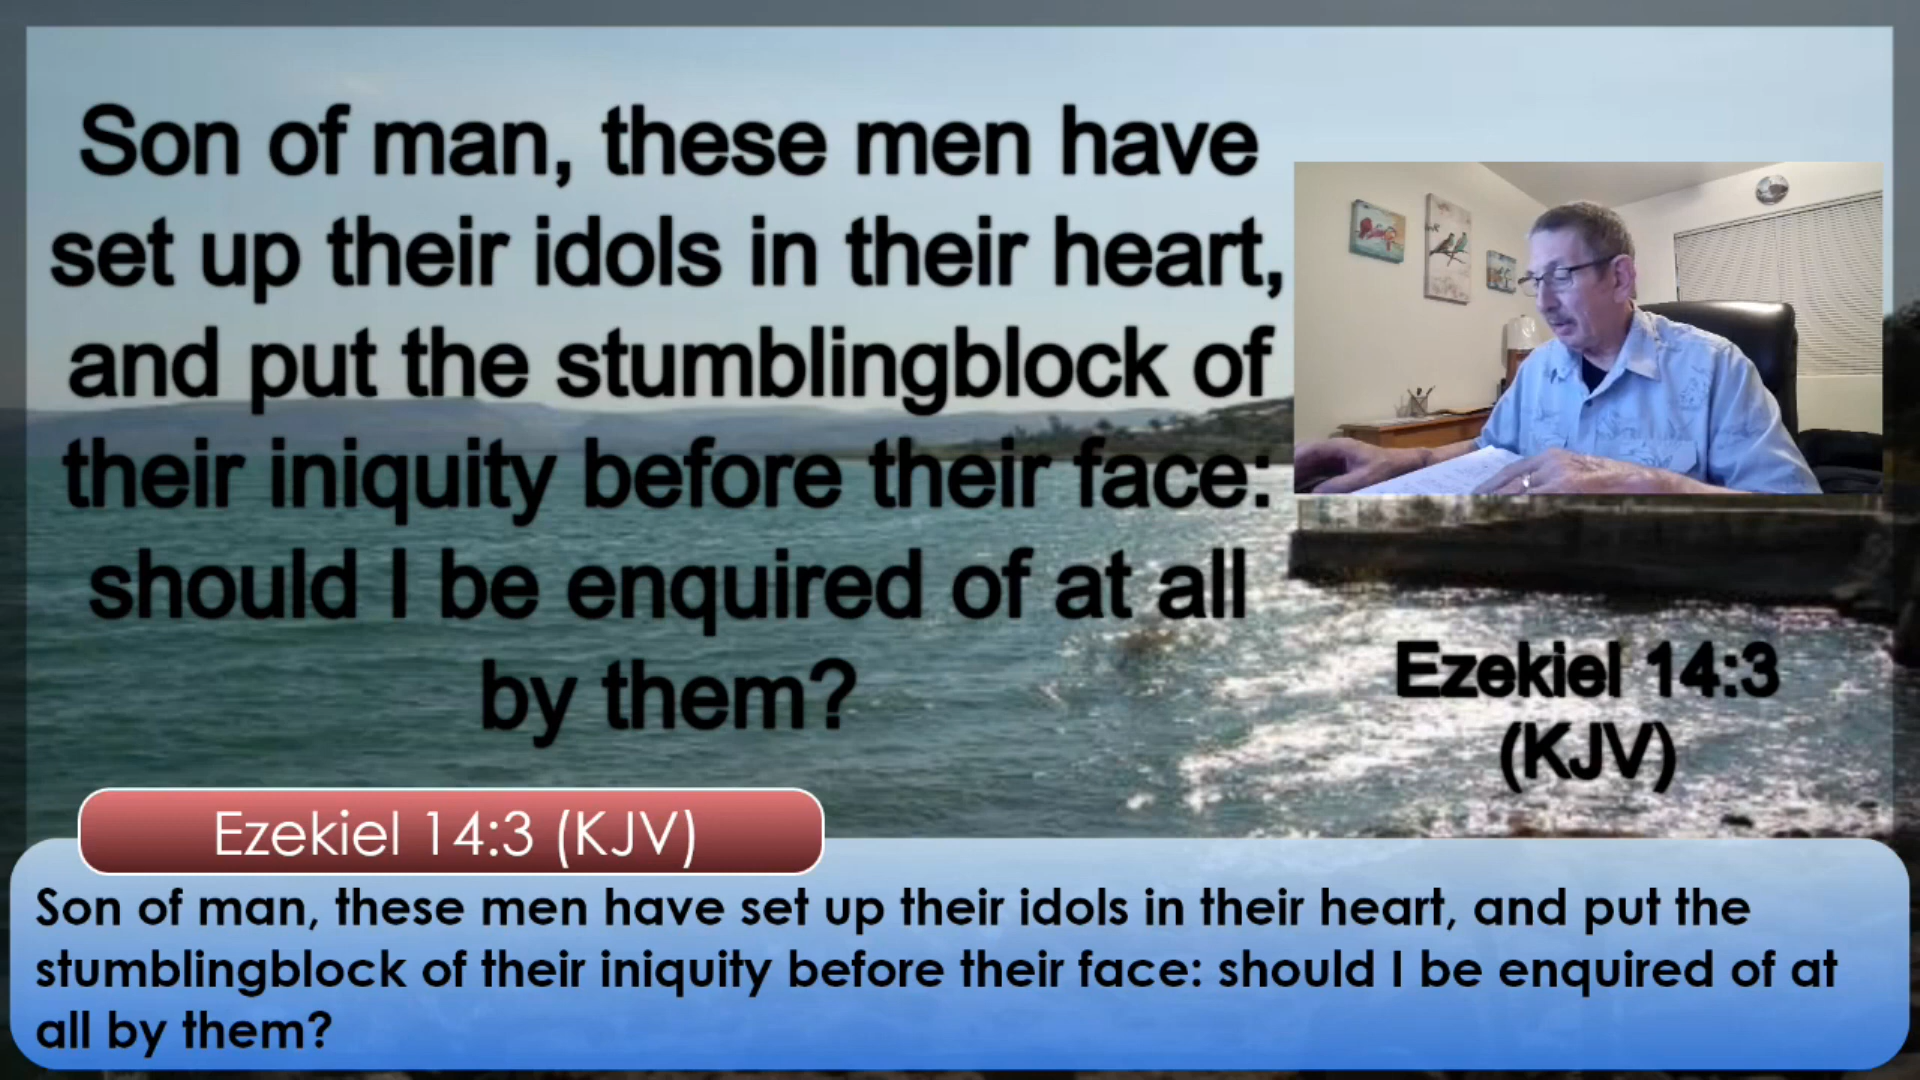 Son of man, these men have
set up their idols in their heart,
and put the stumblingblock of
their iniquity before their face:
should I be enquired of at all
by them?
Ezekiel 14:3
(KJV)
Ezekiel 14:3 (KJV)
Son of man, these men have set up their idols in their heart, and put the
stumblingblock of their iniquity before their face: should I be enquired of at
all by them?